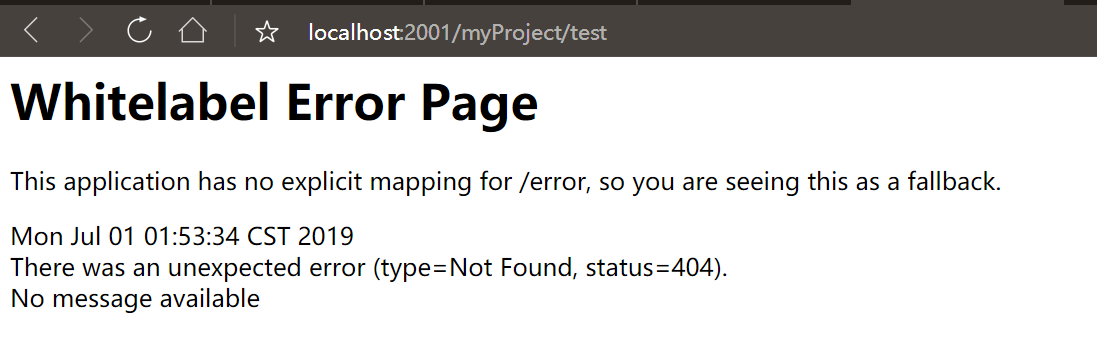 localhost:2001/myProject/test
Whitelabel Error Page
This application has no explicit mapping for /error, so you are seeing this as a fallback.
Mon Jul 01 01:53:34 CST 2019
There was an unexpected error (type=Not Found, status=404).
No message available